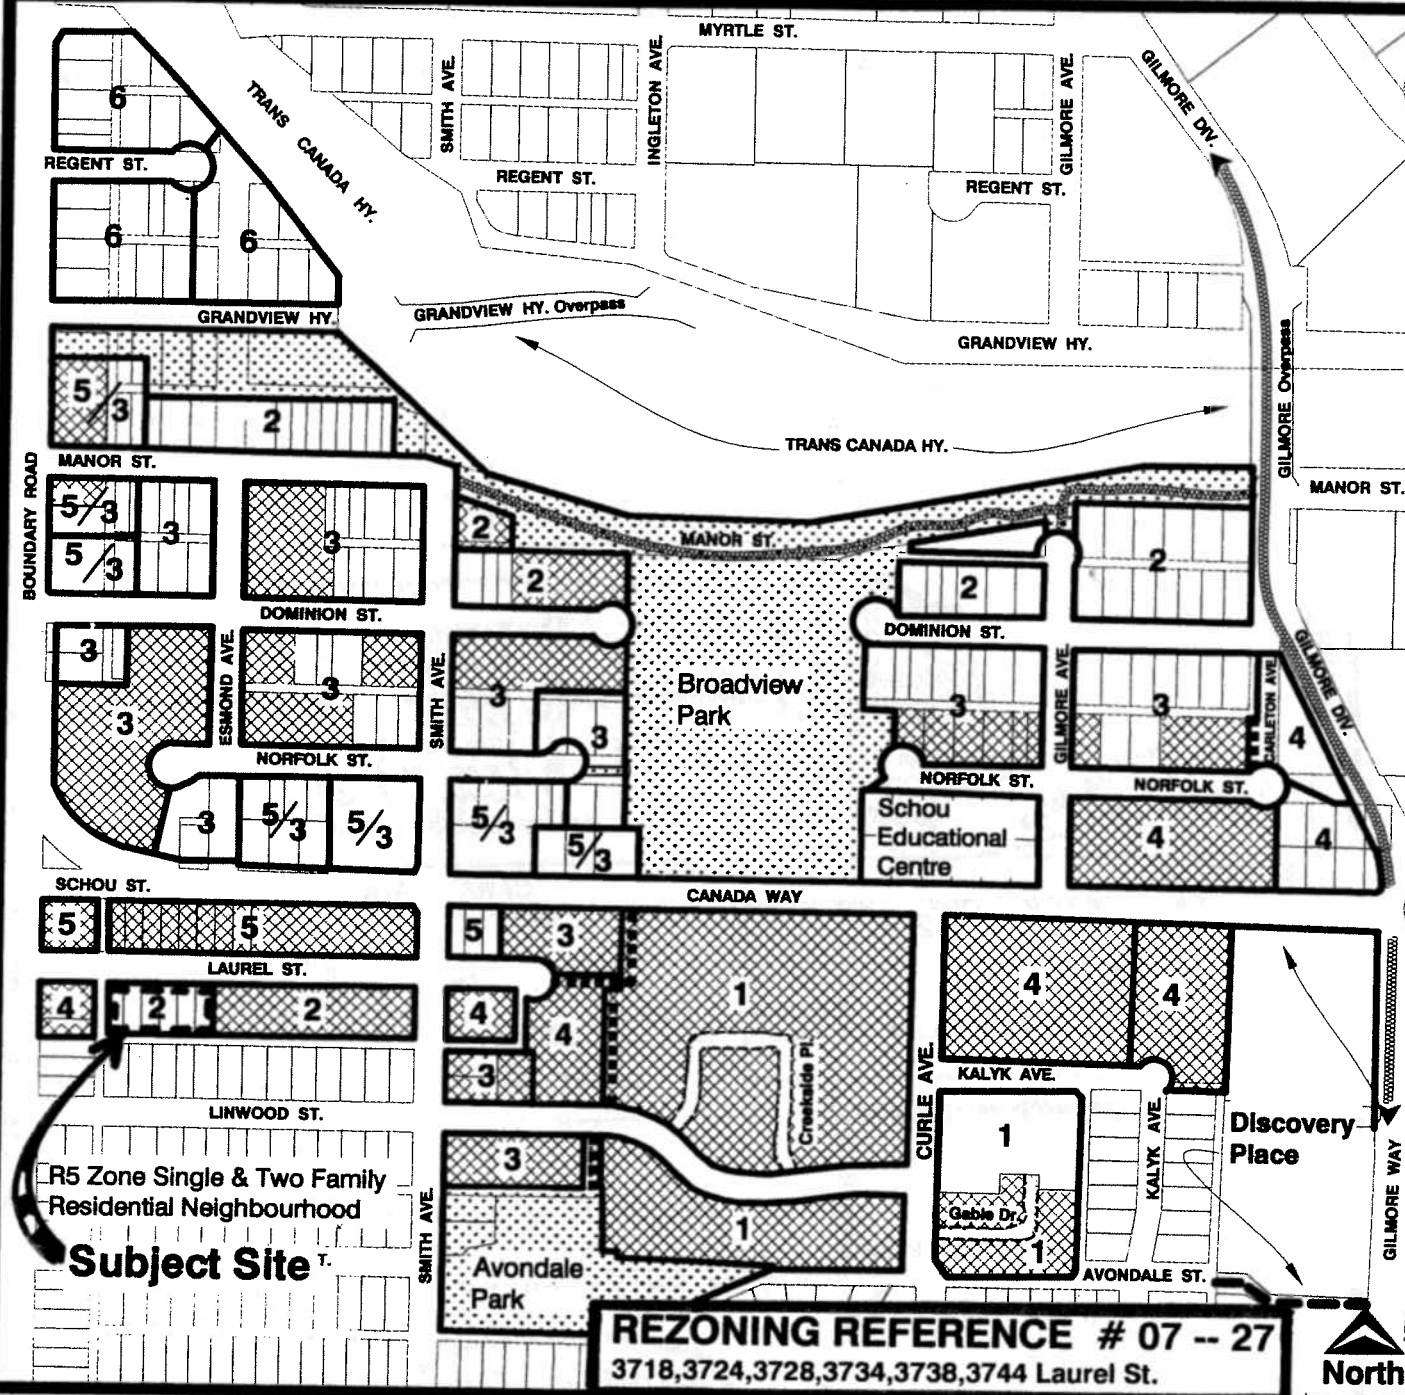 MYRTLE ST.
GILMORE DIV.
SMITH AVE.
INGLETON AVE.
GILMORE AVE.
TRANS CANADA HY.
6
REGENT ST.
REGENT ST.
REGENT ST.
6
6
GRANDVIEW HY.
GRANDVIEW HY. Overpass
GRANDVIEW HY.
GILMORE Overpass
5/3
2
TRANS CANADA HY.
BOUNDARY ROAD
MANOR ST.
MANOR ST.
5/3
3
3
2
MANOR ST.
5/3
2
2
2
DOMINION ST.
DOMINION ST.
3
ESMOND AVE.
3
SMITH AVE.
3
Broadview
Park
3
GILMORE AVE.
3
CARLETON AVE.
GILMORE DIV.
3
3
4
NORFOLK ST.
NORFOLK ST.
NORFOLK ST.
3
5/3
5/3
5/3
5/3
Schou
Educational
Centre
4
4
SCHOU ST.
CANADA WAY
5
5
5
3
LAUREL ST.
4
2
2
4
4
1
4
4
3
Creekside Pl.
CURLE AVE.
KALYK AVE.
LINWOOD ST.
1
KALYK AVE.
Discovery
Place
GILMORE WAY
3
R5 Zone Single & Two Family
Residential Neighbourhood
SMITH AVE.
1
Gable Dr.
1
Subject Site
T.
Avondale
Park
AVONDALE ST.
REZONING REFERENCE # 07 -- 27
3718,3724,3728,3734,3738,3744 Laurel St.
North